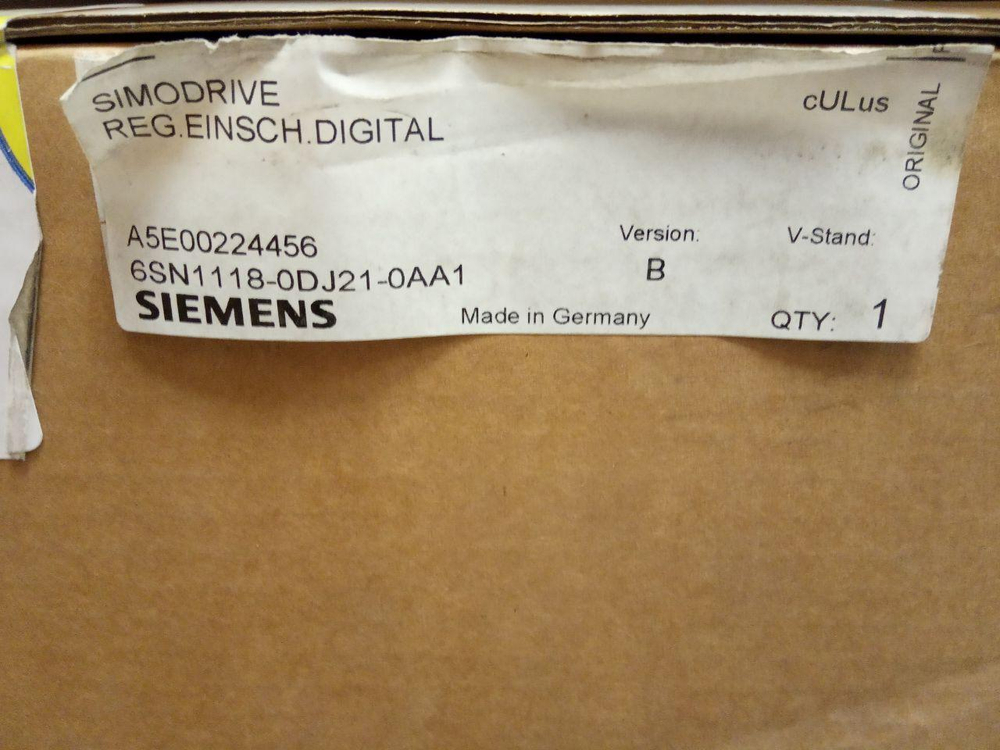 SIMODRIVE
REG.EINSCH.DIGITAL
cULus
ORIGINAL
A5E00224456
6SN1118-0DJ21-0AA1
Version:
B
V-Stand:
SIEMENS
Made in Germany
QTY: 1